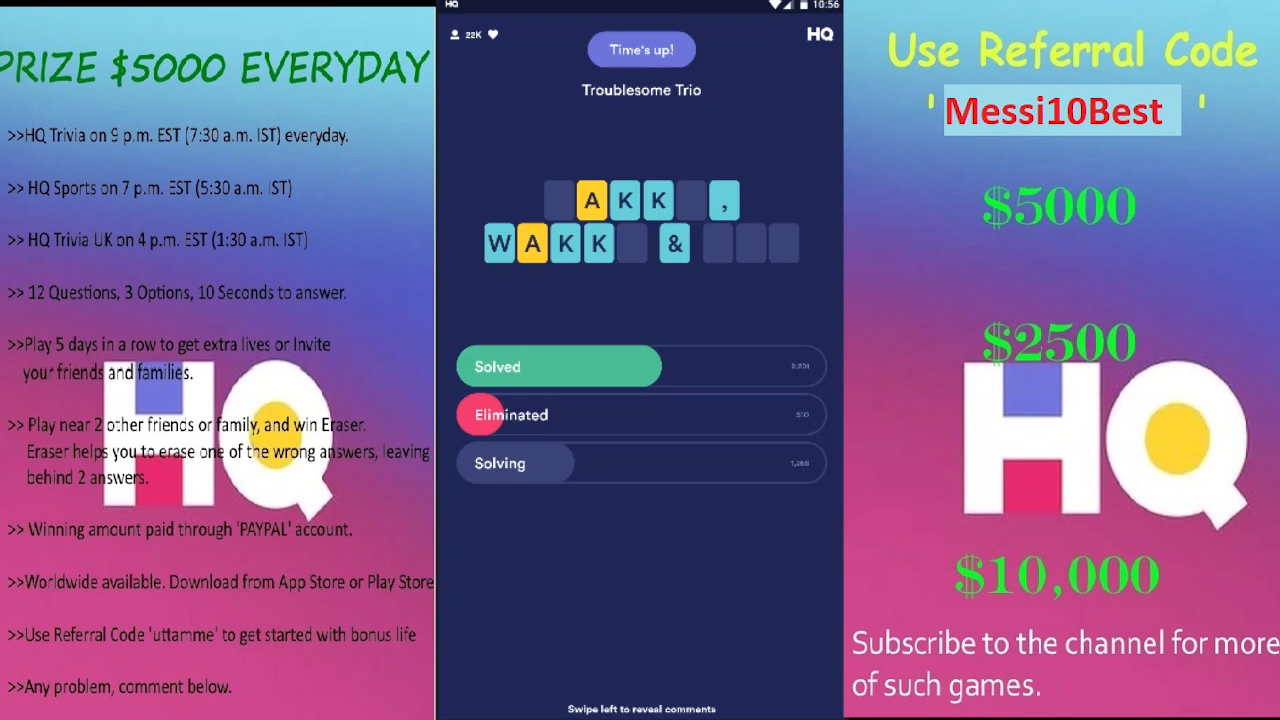 PRIZE $5000 EVERYDAY
>>HQ Trivia on 9 p.m. EST (7:30 a.m. IST) everyday.
>> HQ Sports on 7 p.m. EST (5:30 a.m. IST)
>> HQ Trivia UK on 4 p.m. EST (1:30 a.m. IST)
>> 12 Questions, 3 Options, 10 Seconds to answer.
>>Play 5 days in a row to get extra lives or Invite
your friends and families.
>> Play near 2 other friends or family, and win Eraser.
Eraser helps you to erase one of the wrong answers, leaving
behind 2 answers.
>> Winning amount paid through 'PAYPAL' account.
>>Worldwide available. Download from App Store or Play Store
>>Use Referral Code 'uttamme' to get started with bonus life
>>Any problem, comment below.
HQ
HQ 10:56
22K HQ
Time's up!
Troublesome Trio
AKK ,
WAKK &
Solved
Eliminated 510
Solving
Swipe left to reveal comments
Use Referral Code
' Messi10Best '
$5000
$2500
HQ
$10,000
Subscribe to the channel for more
of such games.